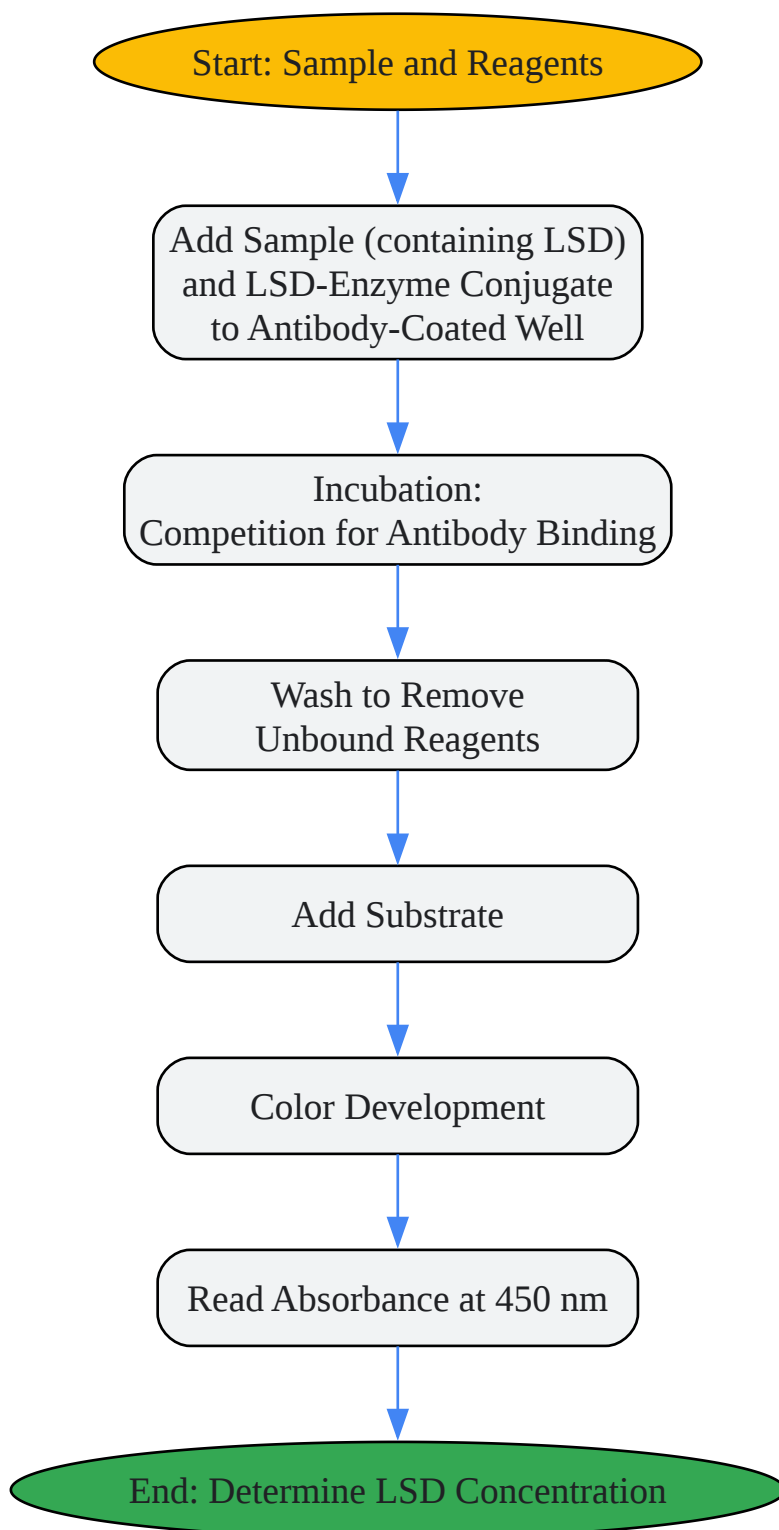 Start: Sample and Reagents
Add Sample (containing LSD)
and LSD-Enzyme Conjugate
to Antibody-Coated Well
Incubation:
Competition for Antibody Binding
Wash to Remove
Unbound Reagents
Add Substrate
Color Development
Read Absorbance at 450 nm
End: Determine LSD Concentration